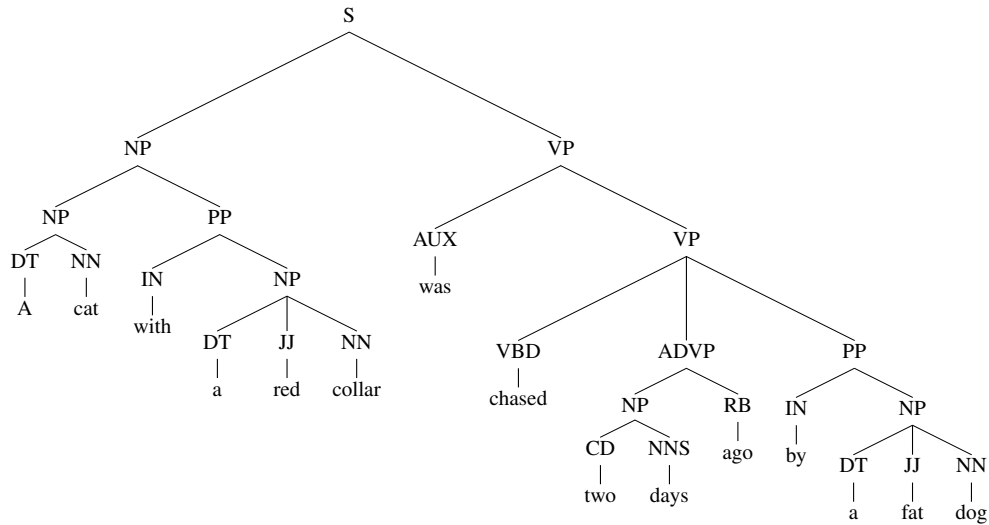 S
NP VP
NP PP AUX VP
DT NN IN NP was
A cat with DT JJ NN VBD ADVP PP
a red collar chased NP RB IN NP
CD NNS ago by DT JJ NN
two days a fat dog